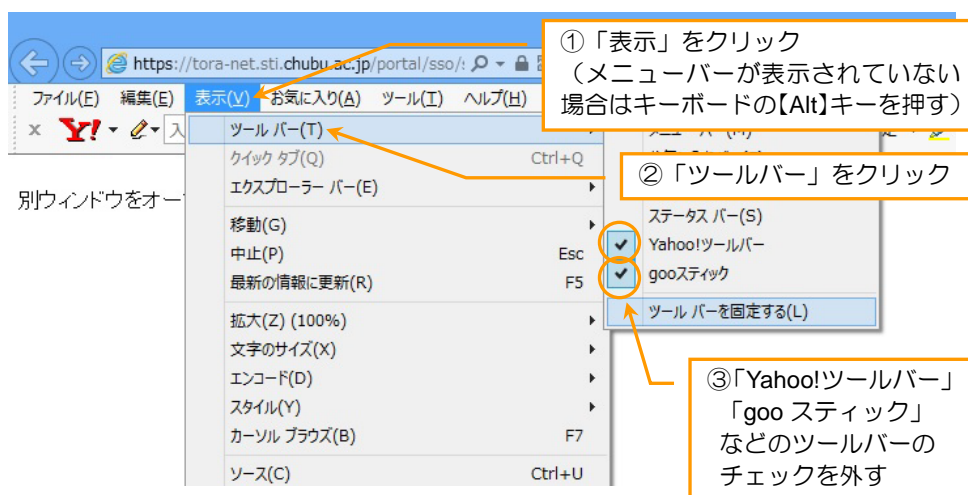 ①「表示」をクリック
（メニューバーが表示されていない
場合はキーボードの【Alt】キーを押す）
https://tora-net.sti.chubu.ac.jp/portal/sso/
ファイル(F) 編集(E) 表示(V) お気に入り(A) ツール(T) ヘルプ(H)
× Y! 入
ツール バー(T)
クイック タブ(Q) Ctrl+Q
②「ツールバー」をクリック
エクスプローラー バー(E)
別ウィンドウをオー
ステータス バー(S)
移動(G)
Yahoo!ツールバー
中止(P) Esc
gooスティック
最新の情報に更新(R) F5
ツール バーを固定する(L)
拡大(Z) (100%)
文字のサイズ(X)
エンコード(D)
スタイル(Y)
カーソル ブラウズ(B) F7
ソース(C) Ctrl+U
③「Yahoo!ツールバー」
「goo スティック」
などのツールバーの
チェックを外す